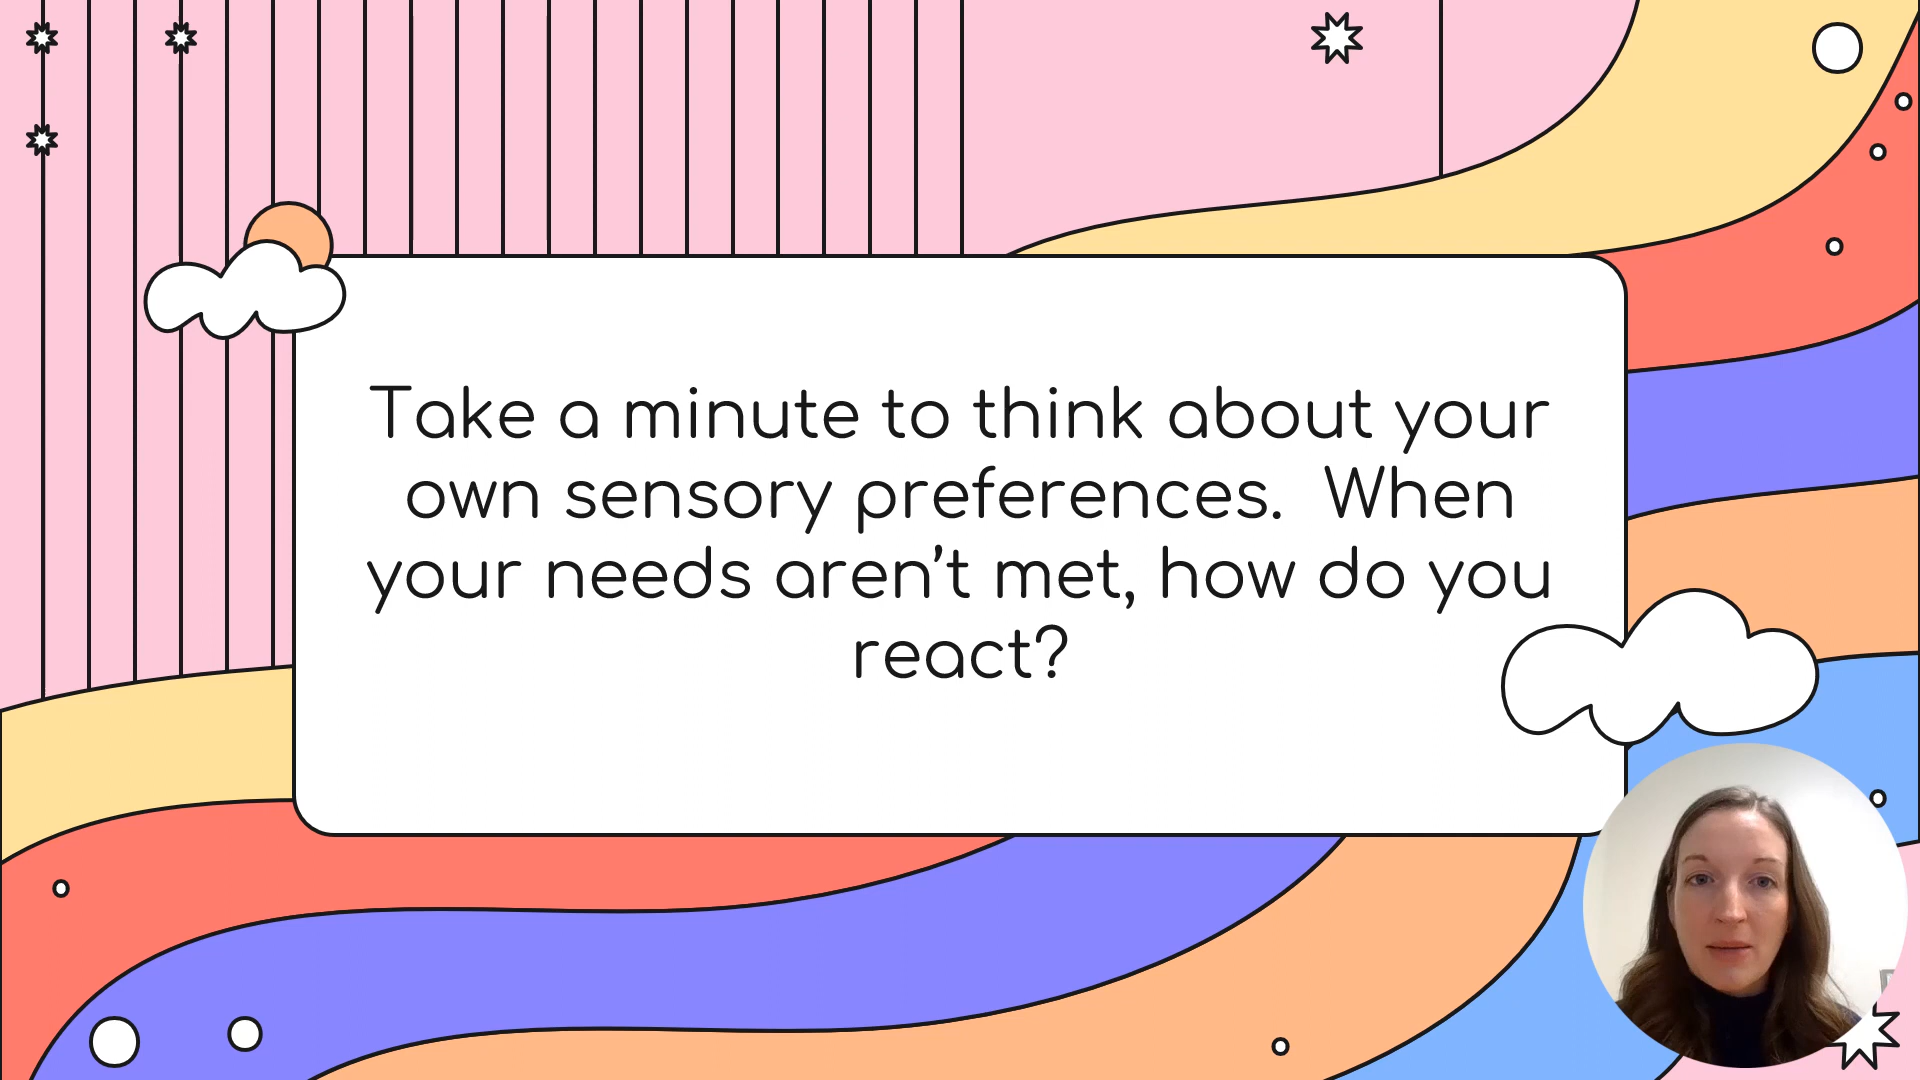 Take a minute to think about your
own sensory preferences.  When
your needs aren’t met, how do you
react?